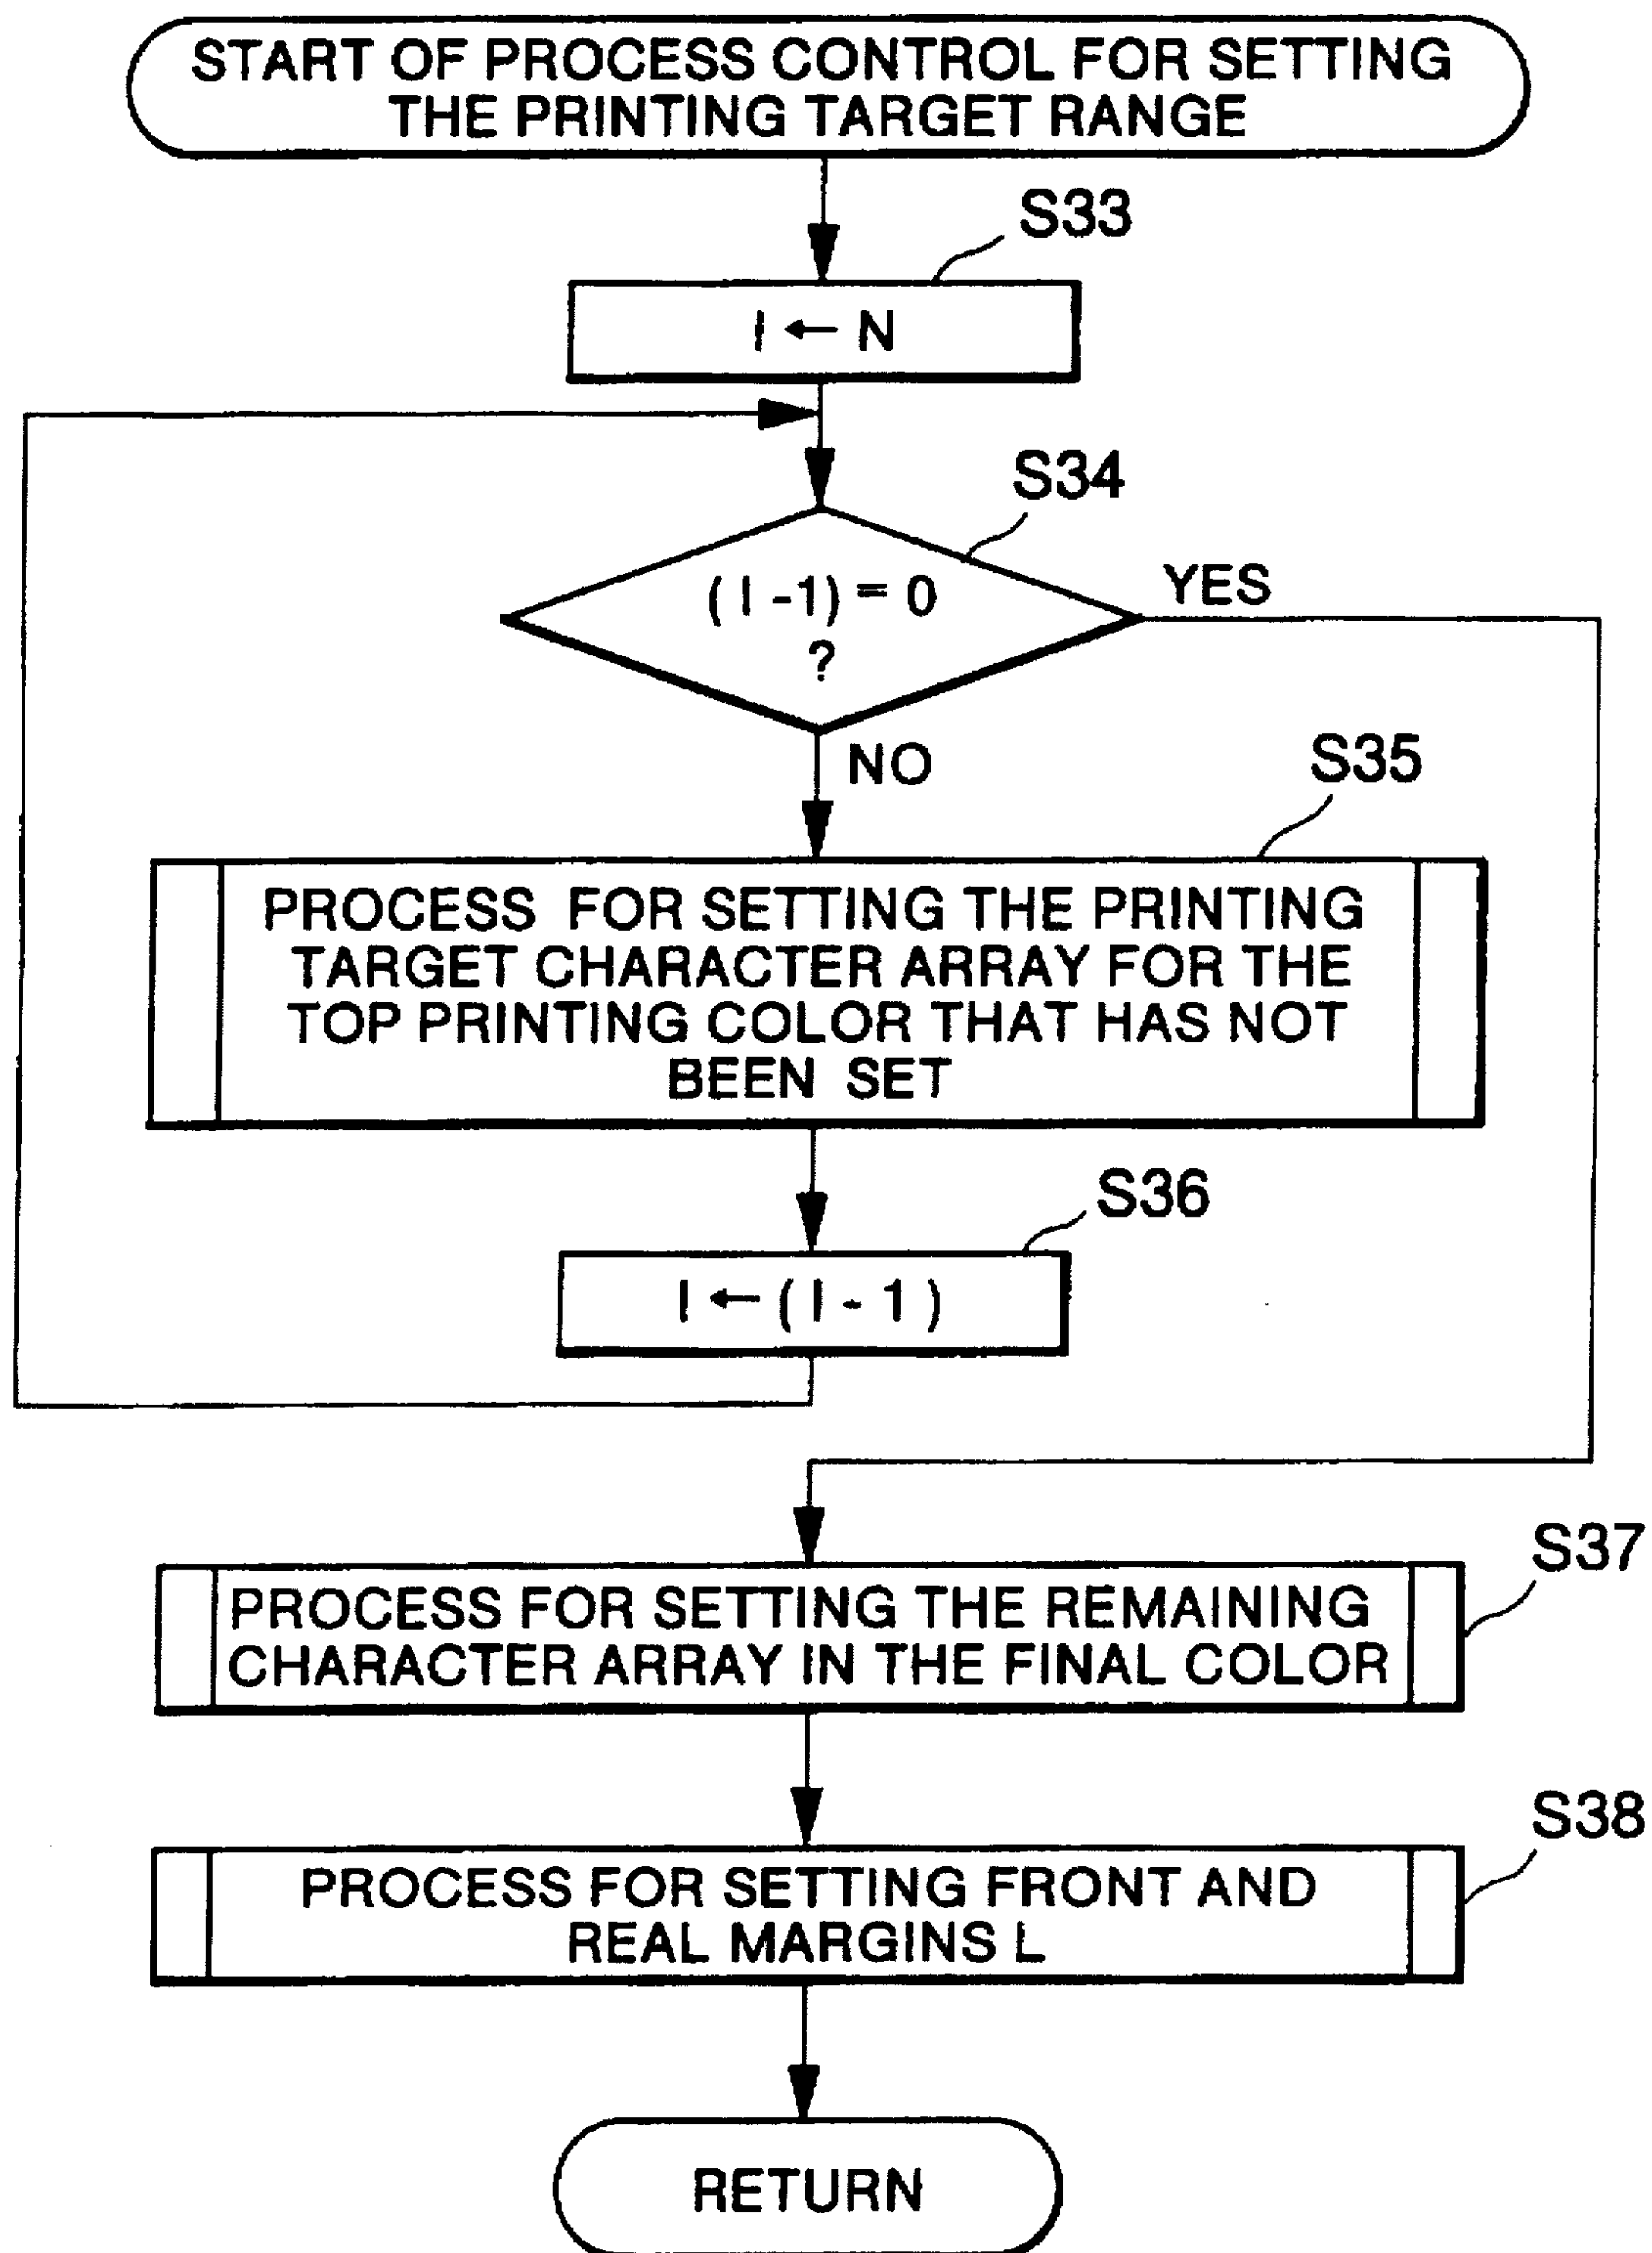 START OF PROCESS CONTROL FOR SETTING
THE PRINTING TARGET RANGE
S33
I ← N
S34
( I -1) = 0
?
YES
NO
S35
PROCESS FOR SETTING THE PRINTING
TARGET CHARACTER ARRAY FOR THE
TOP PRINTING COLOR THAT HAS NOT
BEEN SET
S36
I ← ( I - 1 )
S37
PROCESS FOR SETTING THE REMAINING
CHARACTER ARRAY IN THE FINAL COLOR
S38
PROCESS FOR SETTING FRONT AND
REAL MARGINS L
RETURN